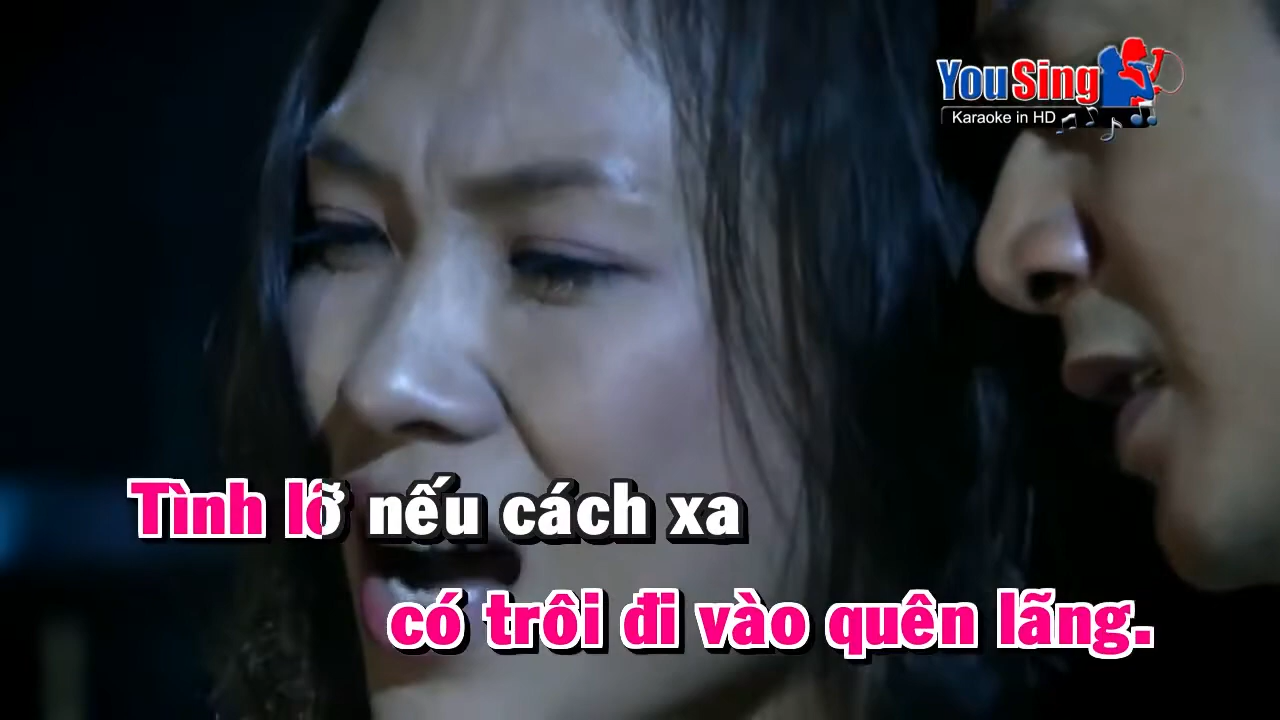 YouSing
Karaoke in HD
Tình lỡ nếu cách xa
có trôi đi vào quên lãng.